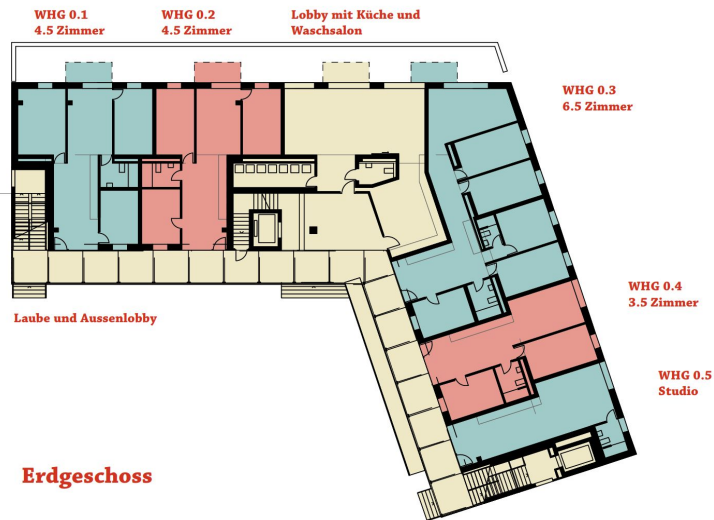 WHG 0.1
4.5 Zimmer
WHG 0.2
4.5 Zimmer
Lobby mit Küche und
Waschsalon
WHG 0.3
6.5 Zimmer
WHG 0.4
3.5 Zimmer
Laube und Aussenlobby
WHG 0.5
Studio
Erdgeschoss